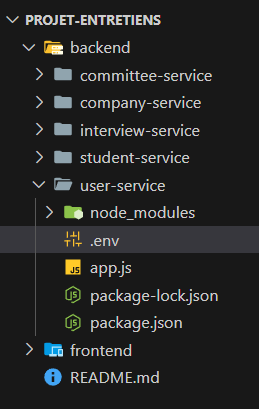 PROJET-ENTRETIENS
backend
committee-service
company-service
interview-service
student-service
user-service
node_modules
.env
app.js
package-lock.json
package.json
frontend
README.md